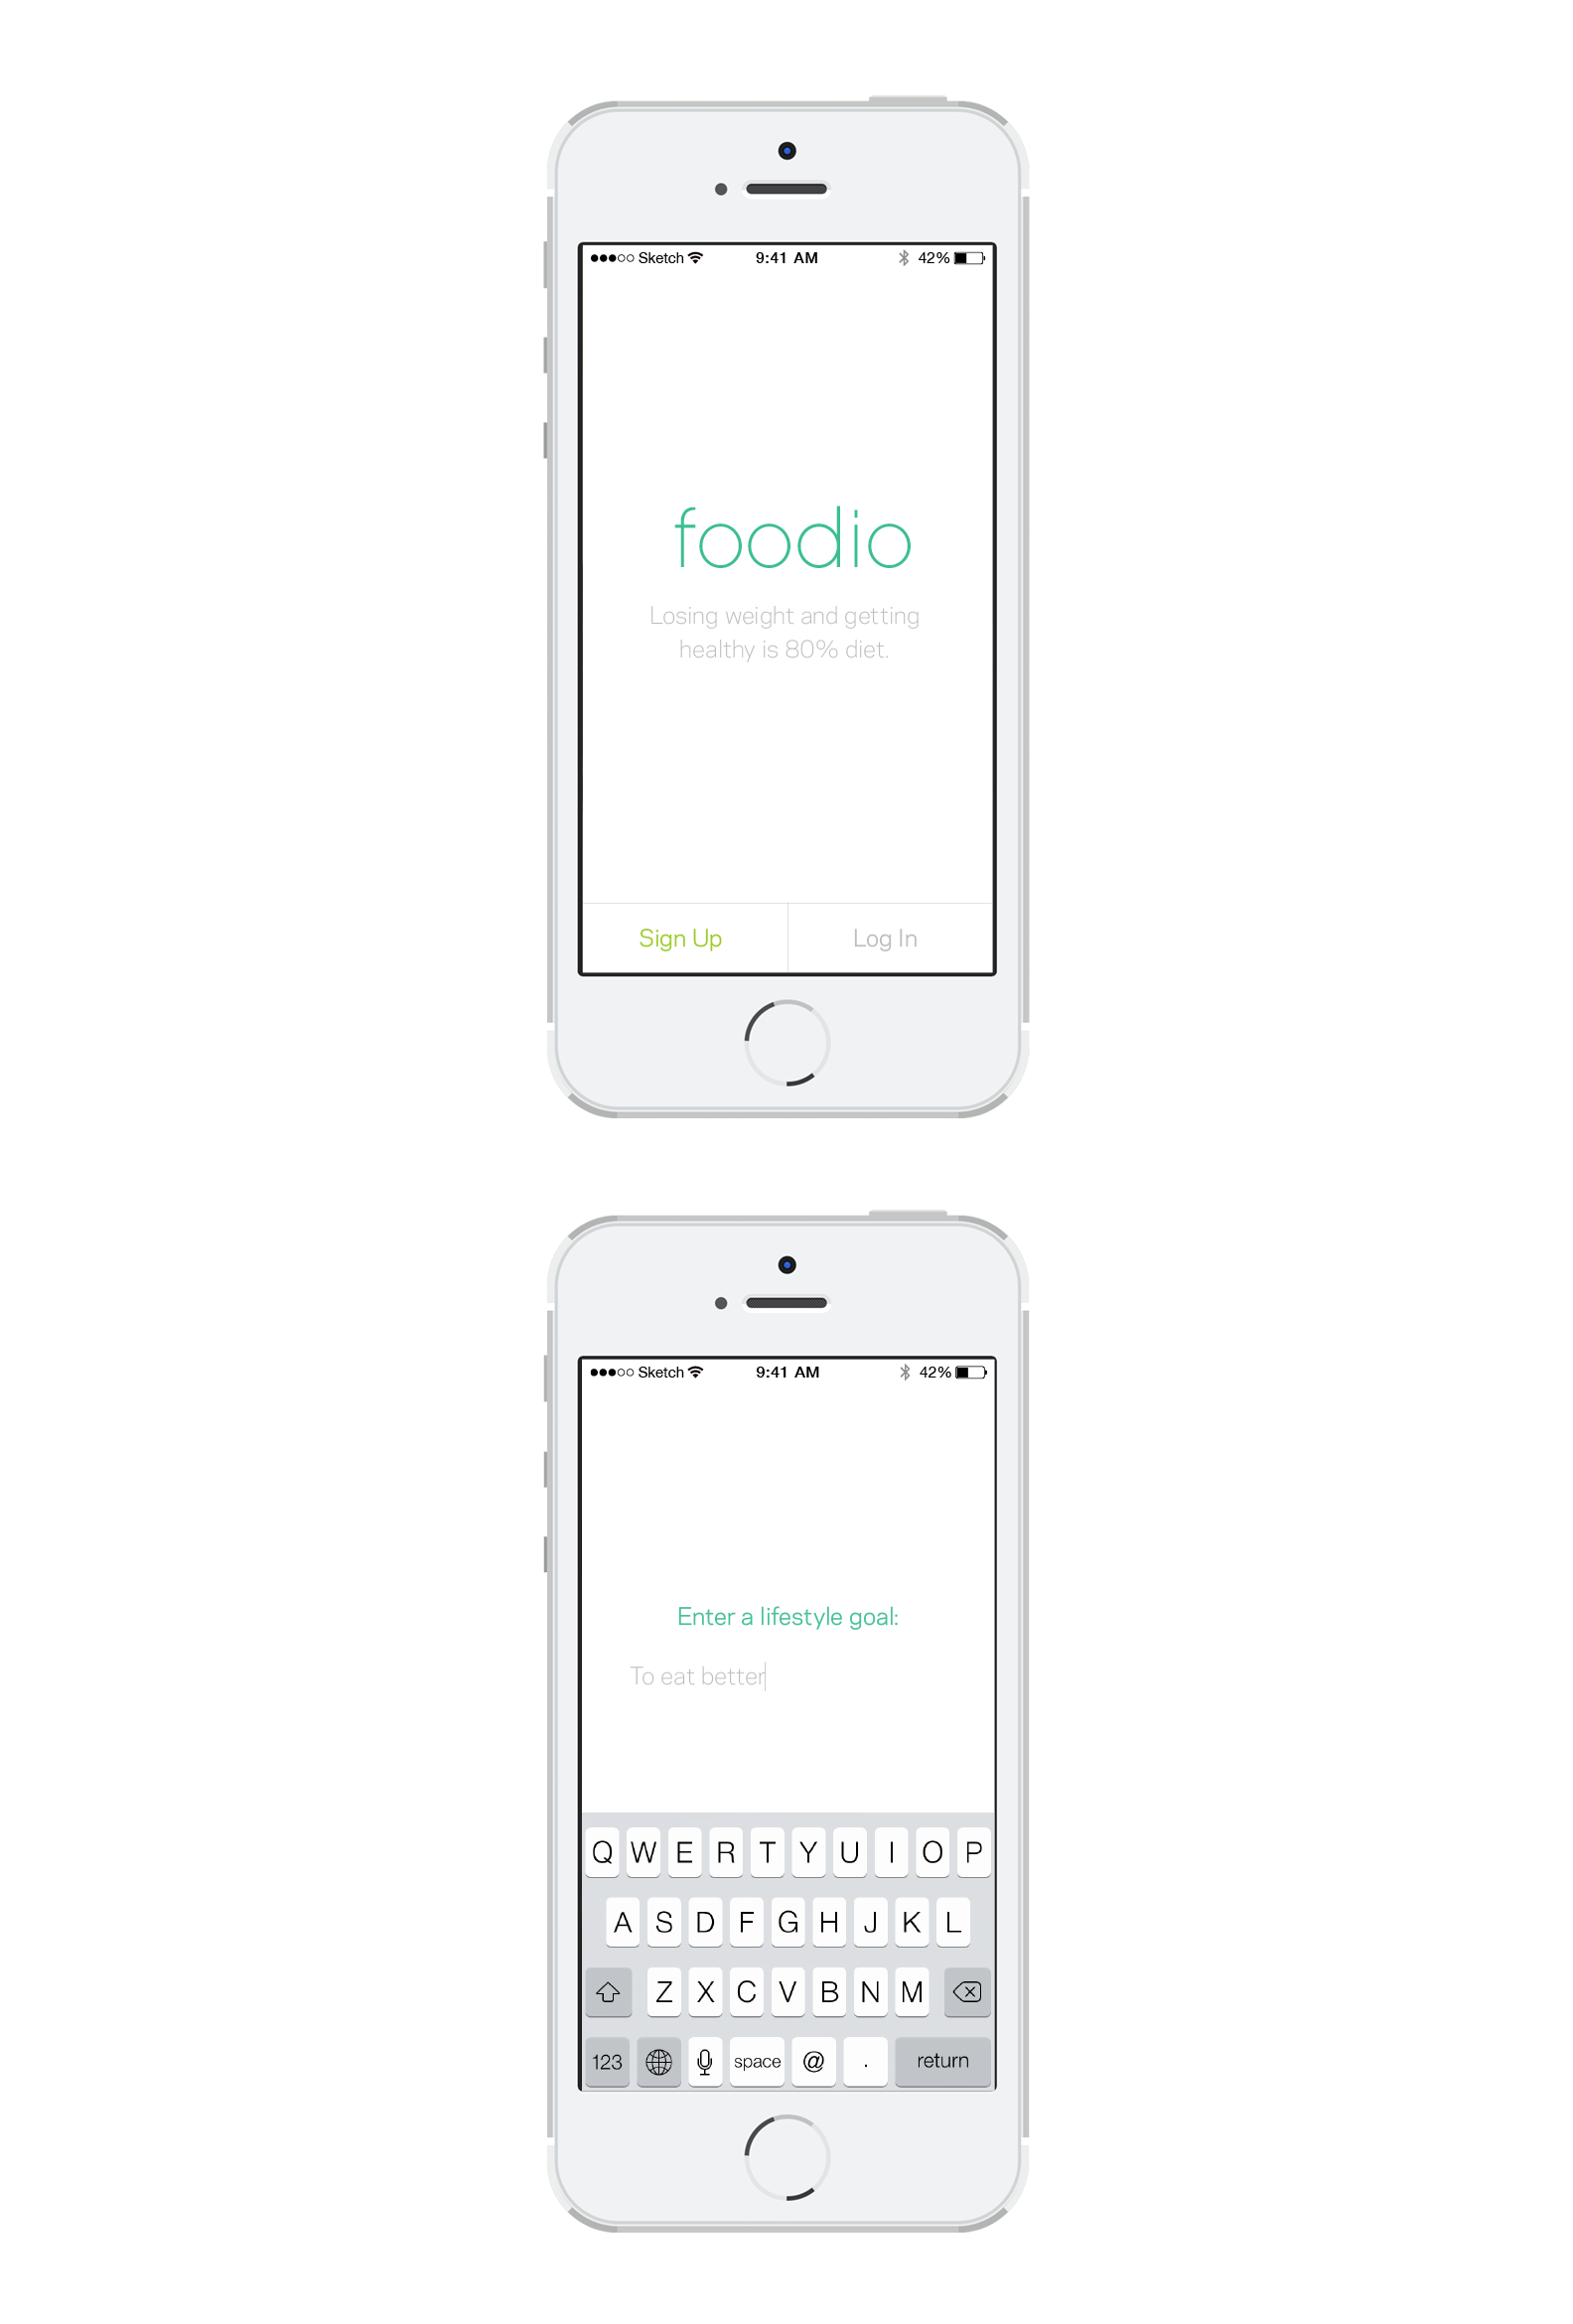 Sketch 9:41 AM 42%
foodio
Losing weight and getting
healthy is 80% diet.
Sign Up Log In
Sketch 9:41 AM 42%
Enter a lifestyle goal:
To eat better
Q W E R T Y U I O P
A S D F G H J K L
Z X C V B N M
123 space @ . return